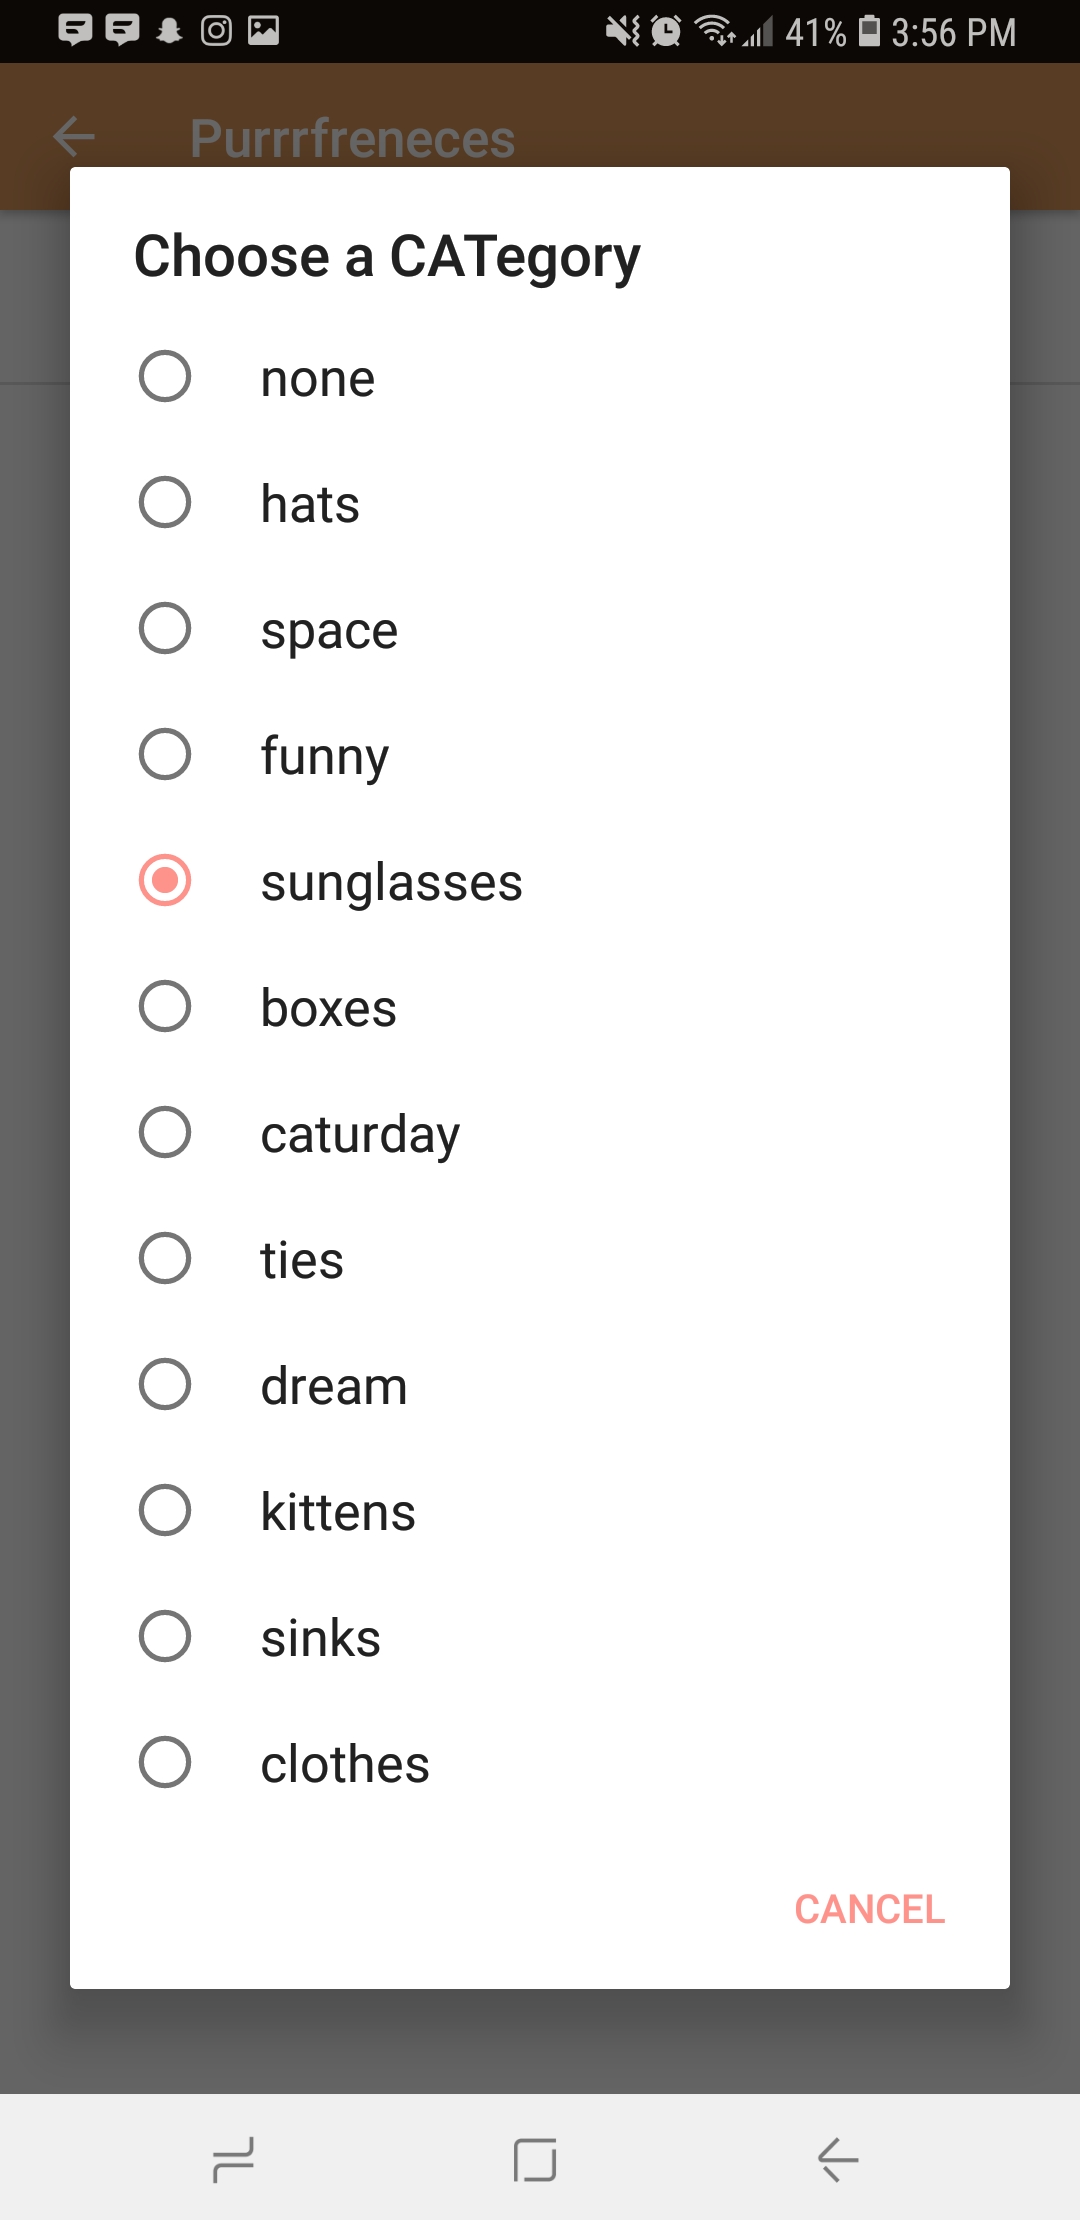 41% 3:56 PM
Purrrfreneces
Choose a CATegory
none
hats
space
funny
sunglasses
boxes
caturday
ties
dream
kittens
sinks
clothes
CANCEL